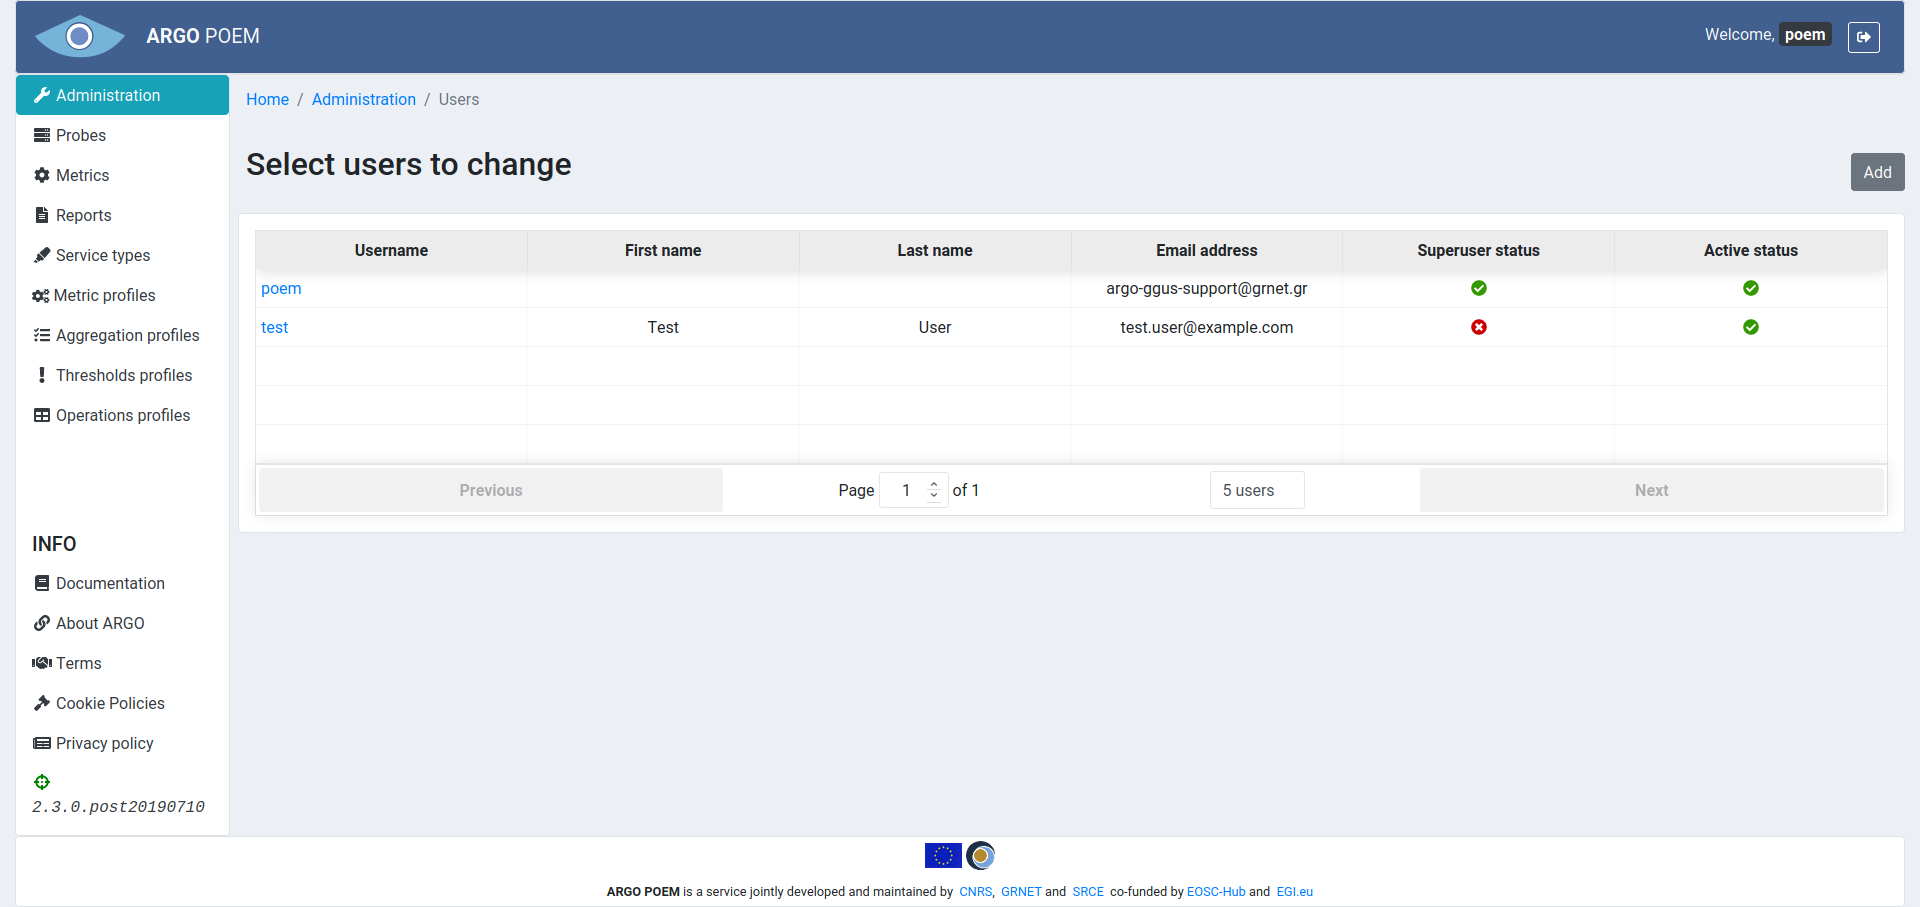 ARGO POEM
Welcome, poem
Administration
Probes
Metrics
Reports
Service types
Metric profiles
Aggregation profiles
Thresholds profiles
Operations profiles
INFO
Documentation
About ARGO
Terms
Cookie Policies
Privacy policy
2.3.0.post20190710
Home / Administration / Users
Select users to change
Add
Username First name Last name Email address Superuser status Active status
poem argo-ggus-support@grnet.gr
test Test User test.user@example.com
Previous Page 1 of 1 5 users Next
ARGO POEM is a service jointly developed and maintained by CNRS, GRNET and SRCE co-funded by EOSC-Hub and EGI.eu